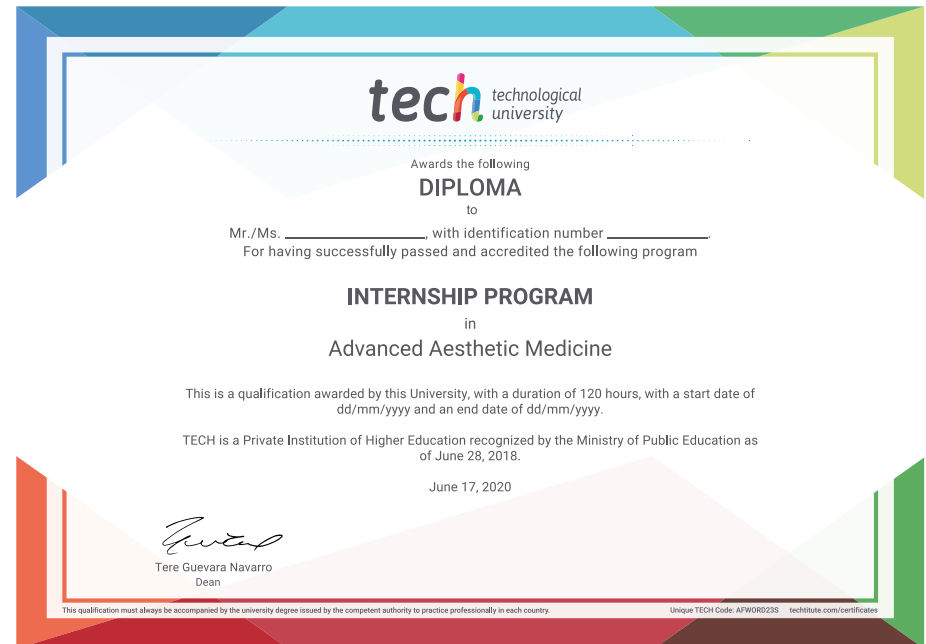 tech technological
university
Awards the following
DIPLOMA
to
Mr./Ms. ____________________, with identification number ______________.
For having successfully passed and accredited the following program
INTERNSHIP PROGRAM
in
Advanced Aesthetic Medicine
This is a qualification awarded by this University, with a duration of 120 hours, with a start date of
dd/mm/yyyy and an end date of dd/mm/yyyy.
TECH is a Private Institution of Higher Education recognized by the Ministry of Public Education as
of June 28, 2018.
June 17, 2020
Tere Guevara Navarro
Dean
This qualification must always be accompanied by the university degree issued by the competent authority to practice professionally in each country.
Unique TECH Code: AFWORD23S techtitute.com/certificates